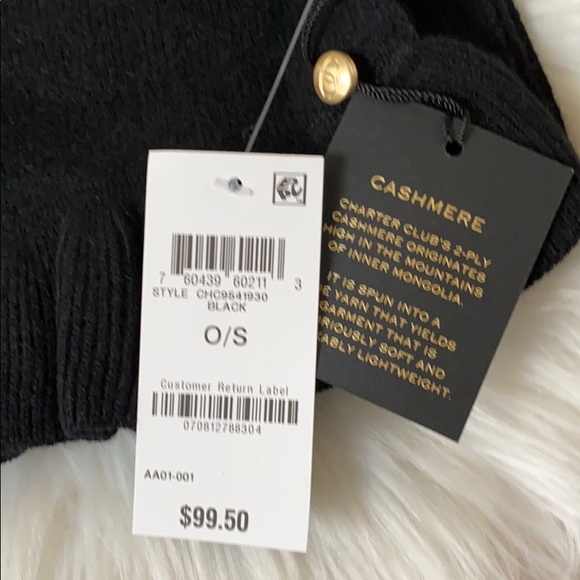 7 60439 60211 3
STYLE CHC9541930
BLACK
O/S
Customer Return Label
070812788304
AA01-001
$99.50
CASHMERE
CHARTER CLUB'S 2-PLY
CASHMERE ORIGINATES
HIGH IN THE MOUNTAINS
OF INNER MONGOLIA.
IT IS SPUN INTO A
YARN THAT YIELDS
GARMENT THAT IS
SOFT AND
LIGHTWEIGHT.